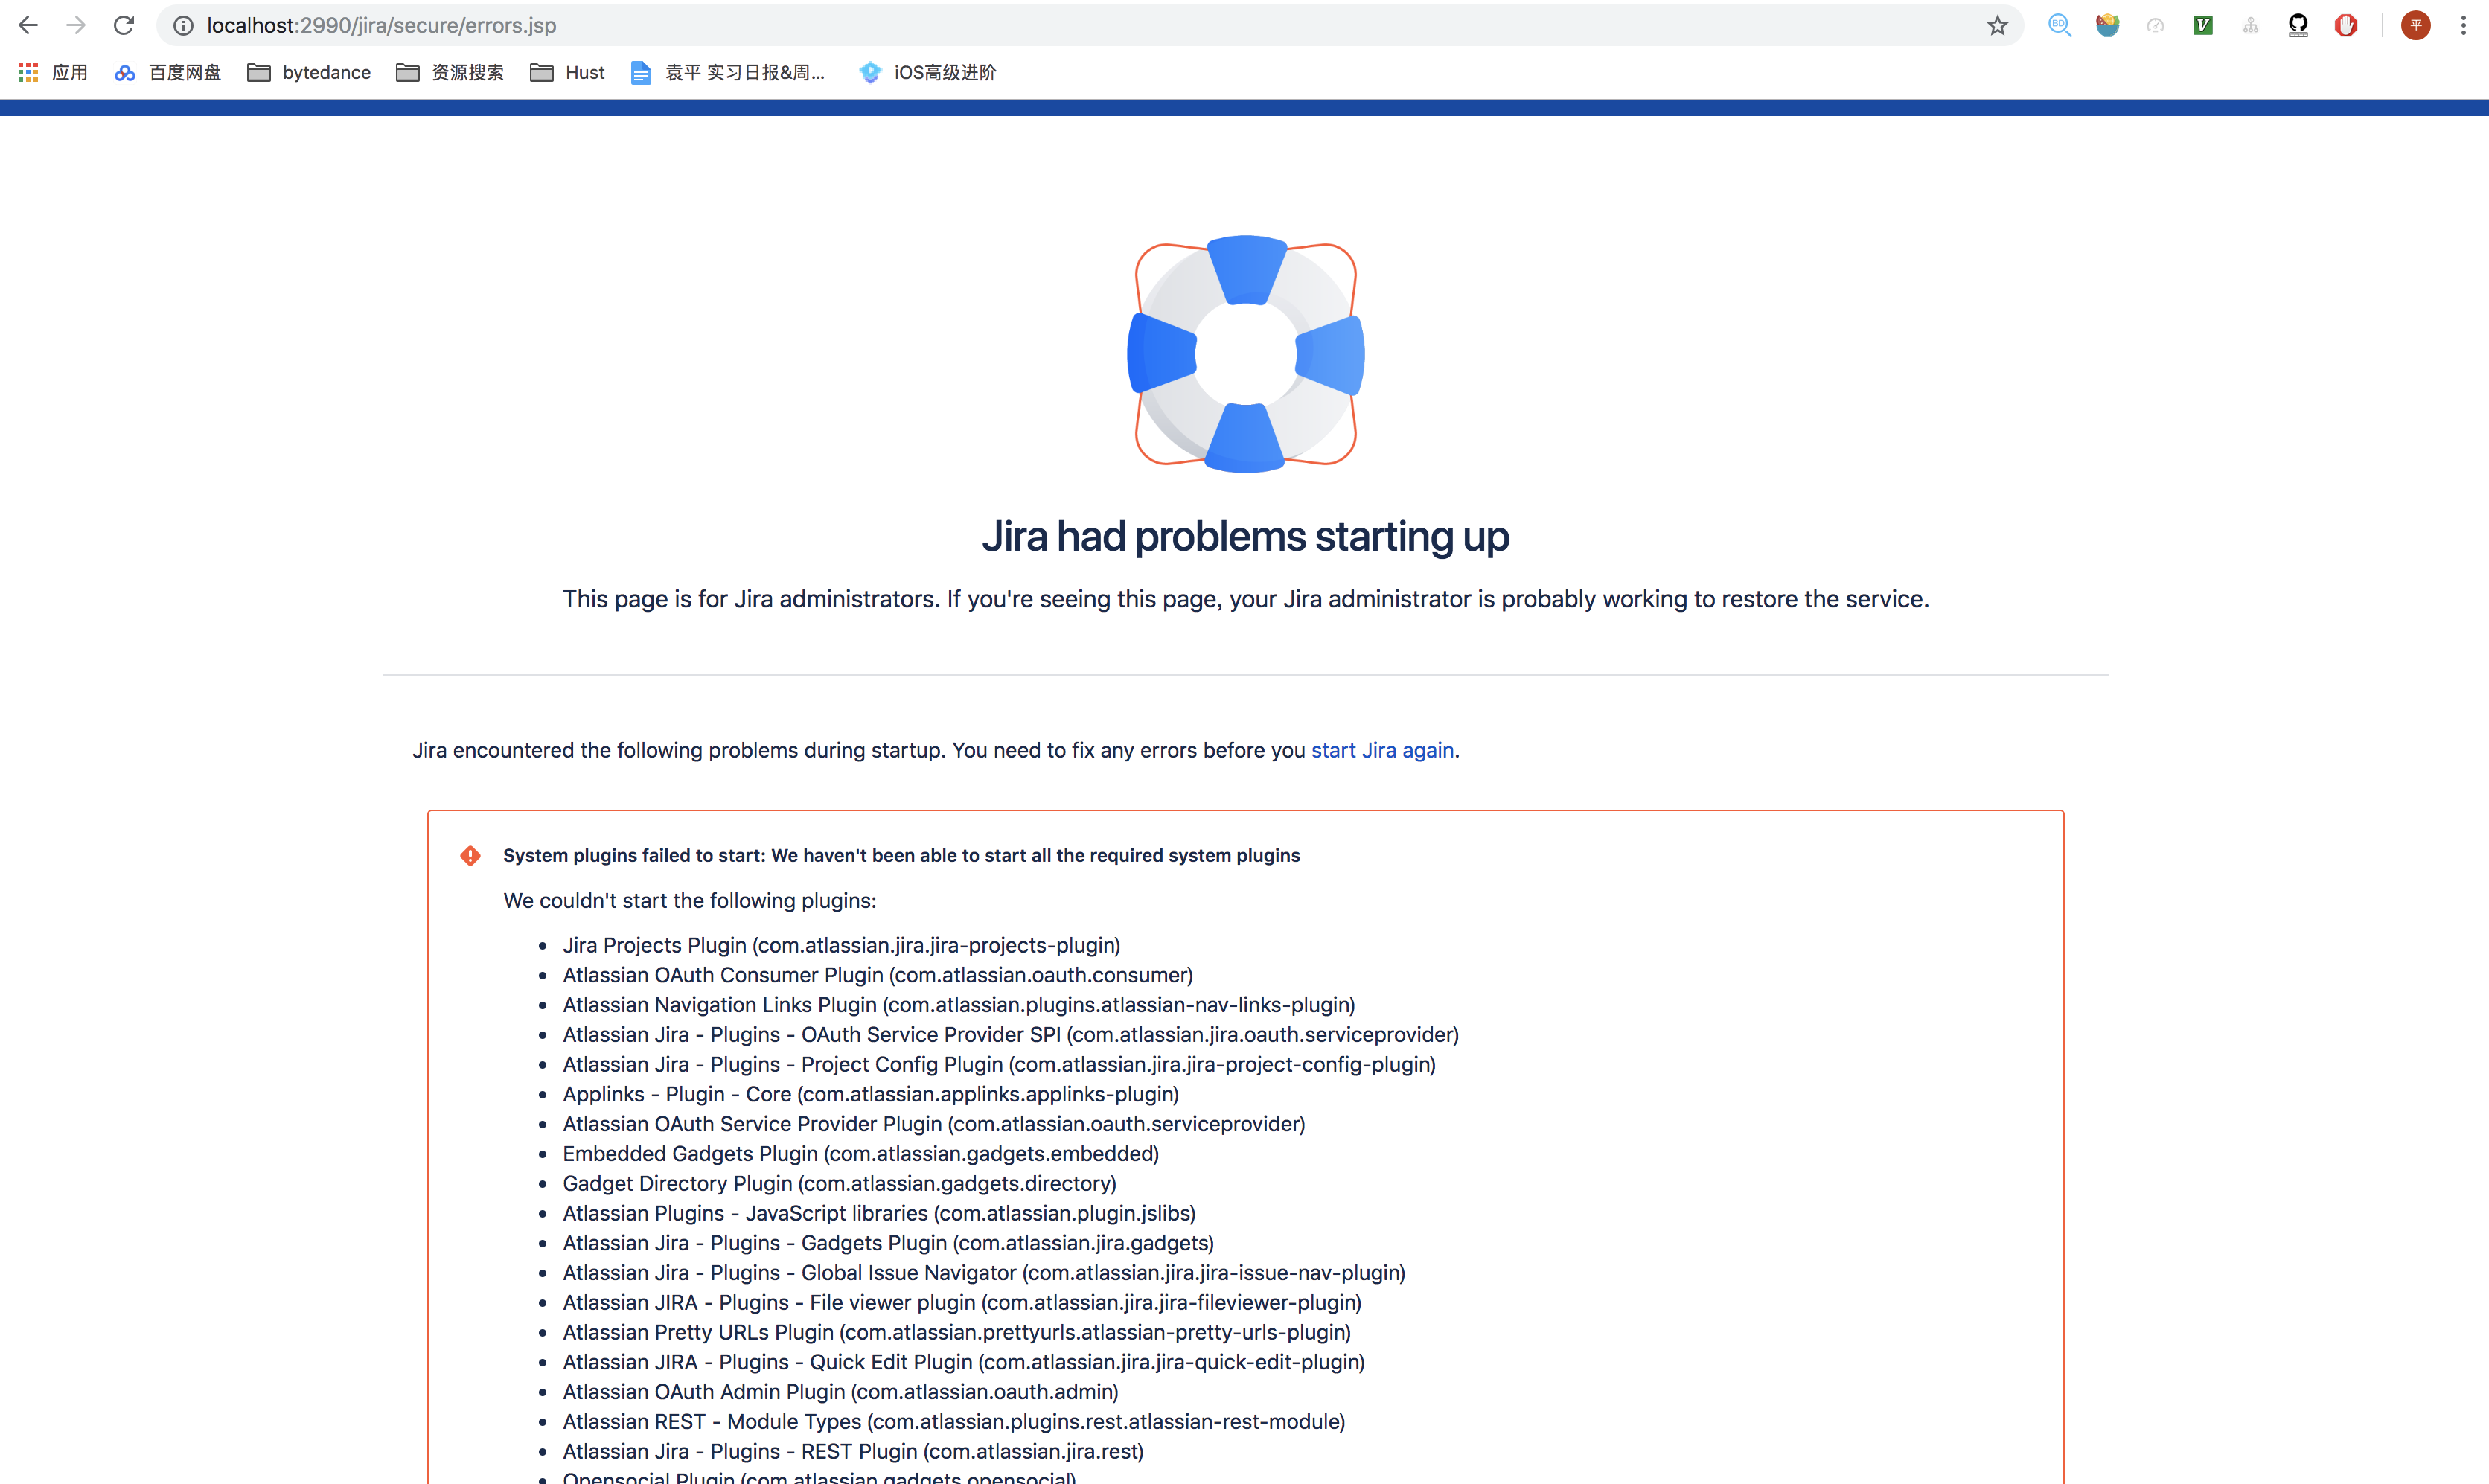 localhost:2990/jira/secure/errors.jsp
BD
V
平
应用 百度网盘 bytedance 资源搜索 Hust 袁平 实习日报&周... iOS高级进阶
Jira had problems starting up
This page is for Jira administrators. If you're seeing this page, your Jira administrator is probably working to restore the service.
Jira encountered the following problems during startup. You need to fix any errors before you start Jira again.
System plugins failed to start: We haven't been able to start all the required system plugins
We couldn't start the following plugins:
• Jira Projects Plugin (com.atlassian.jira.jira-projects-plugin)
• Atlassian OAuth Consumer Plugin (com.atlassian.oauth.consumer)
• Atlassian Navigation Links Plugin (com.atlassian.plugins.atlassian-nav-links-plugin)
• Atlassian Jira - Plugins - OAuth Service Provider SPI (com.atlassian.jira.oauth.serviceprovider)
• Atlassian Jira - Plugins - Project Config Plugin (com.atlassian.jira.jira-project-config-plugin)
• Applinks - Plugin - Core (com.atlassian.applinks.applinks-plugin)
• Atlassian OAuth Service Provider Plugin (com.atlassian.oauth.serviceprovider)
• Embedded Gadgets Plugin (com.atlassian.gadgets.embedded)
• Gadget Directory Plugin (com.atlassian.gadgets.directory)
• Atlassian Plugins - JavaScript libraries (com.atlassian.plugin.jslibs)
• Atlassian Jira - Plugins - Gadgets Plugin (com.atlassian.jira.gadgets)
• Atlassian Jira - Plugins - Global Issue Navigator (com.atlassian.jira.jira-issue-nav-plugin)
• Atlassian JIRA - Plugins - File viewer plugin (com.atlassian.jira.jira-fileviewer-plugin)
• Atlassian Pretty URLs Plugin (com.atlassian.prettyurls.atlassian-pretty-urls-plugin)
• Atlassian JIRA - Plugins - Quick Edit Plugin (com.atlassian.jira.jira-quick-edit-plugin)
• Atlassian OAuth Admin Plugin (com.atlassian.oauth.admin)
• Atlassian REST - Module Types (com.atlassian.plugins.rest.atlassian-rest-module)
• Atlassian Jira - Plugins - REST Plugin (com.atlassian.jira.rest)
• Opensocial Plugin (com.atlassian.gadgets.opensocial)